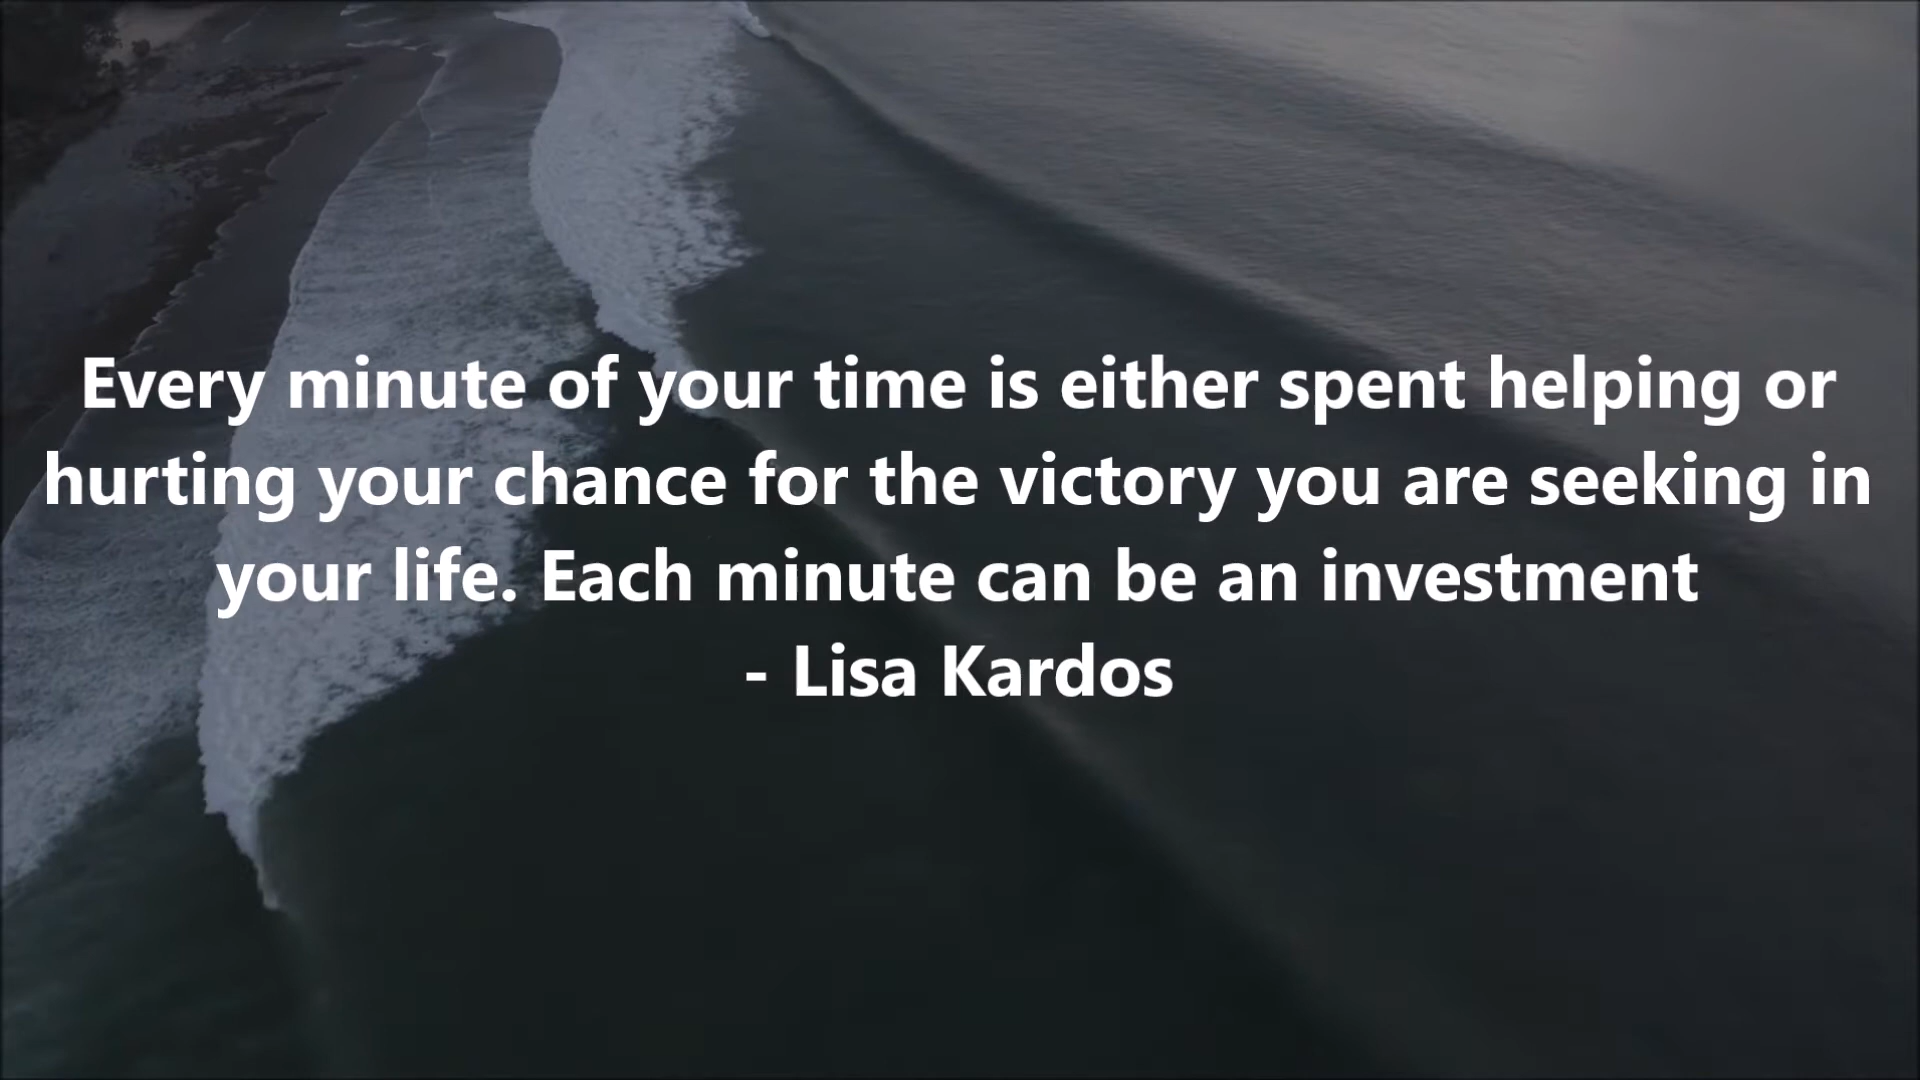 Every minute of your time is either spent helping or
hurting your chance for the victory you are seeking in
your life. Each minute can be an investment
- Lisa Kardos